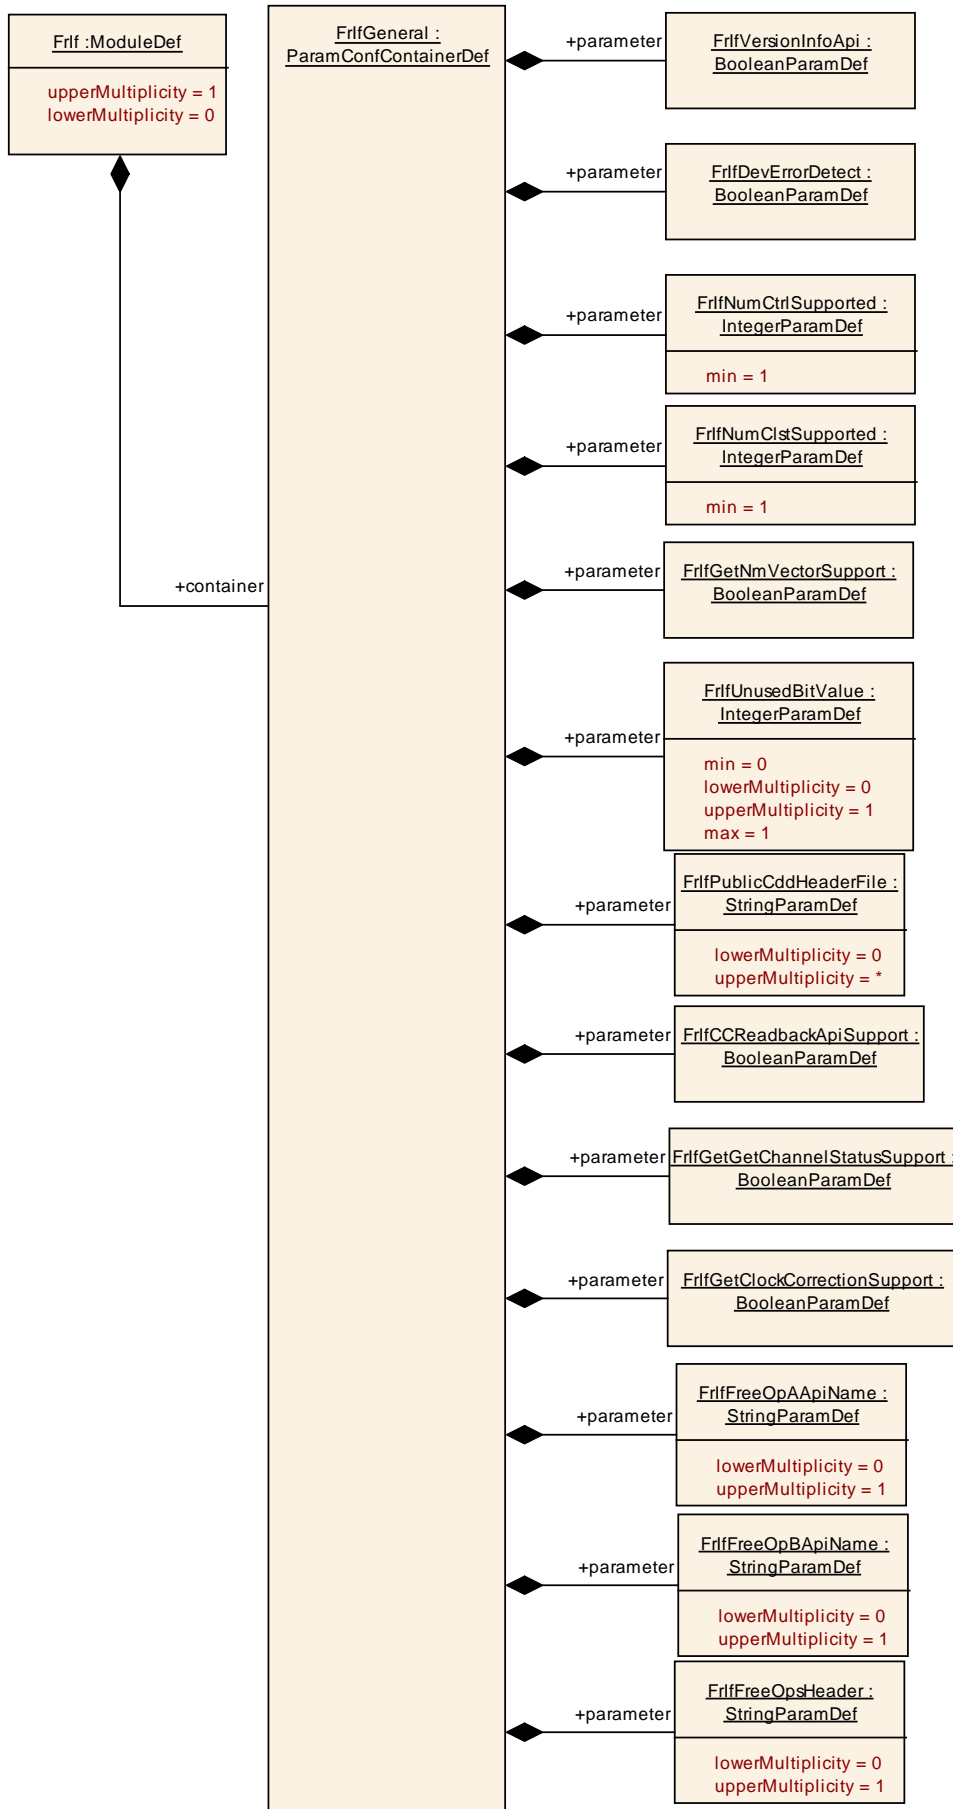 FrIf :ModuleDef
upperMultiplicity = 1
lowerMultiplicity = 0
+container
FrIfGeneral :
ParamConfContainerDef
+parameter
FrIfVersionInfoApi :
BooleanParamDef
+parameter
FrIfDevErrorDetect :
BooleanParamDef
+parameter
FrIfNumCtrlSupported :
IntegerParamDef
min = 1
+parameter
FrIfNumClstSupported :
IntegerParamDef
min = 1
+parameter
FrIfGetNmVectorSupport :
BooleanParamDef
+parameter
FrIfUnusedBitValue :
IntegerParamDef
min = 0
lowerMultiplicity = 0
upperMultiplicity = 1
max = 1
+parameter
FrIfPublicCddHeaderFile :
StringParamDef
lowerMultiplicity = 0
upperMultiplicity = *
+parameter
FrIfCCReadbackApiSupport :
BooleanParamDef
+parameter
FrIfGetGetChannelStatusSupport :
BooleanParamDef
+parameter
FrIfGetClockCorrectionSupport :
BooleanParamDef
+parameter
FrIfFreeOpAApiName :
StringParamDef
lowerMultiplicity = 0
upperMultiplicity = 1
+parameter
FrIfFreeOpBApiName :
StringParamDef
lowerMultiplicity = 0
upperMultiplicity = 1
+parameter
FrIfFreeOpsHeader :
StringParamDef
lowerMultiplicity = 0
upperMultiplicity = 1